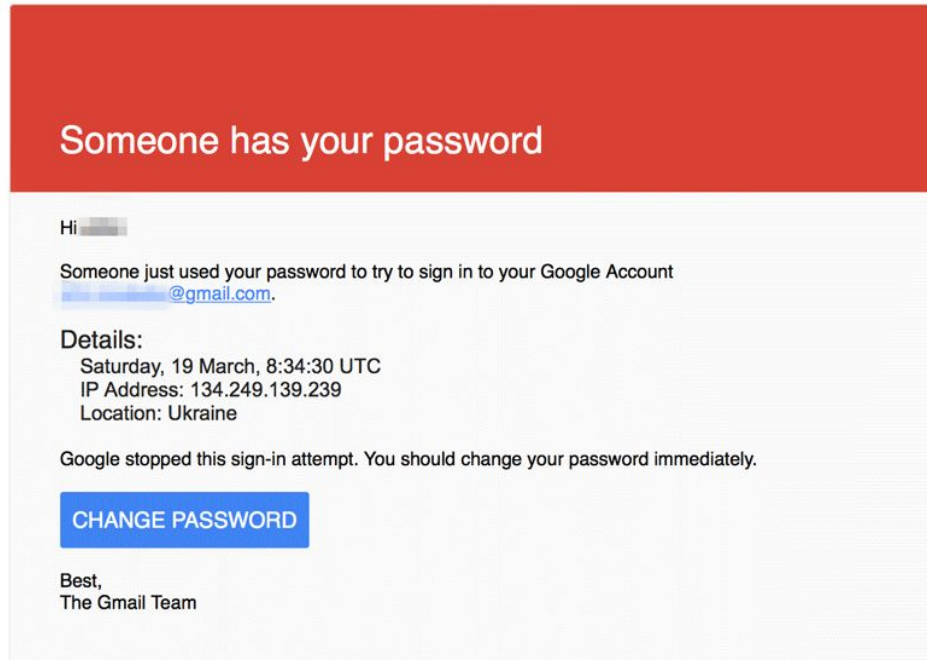 Someone has your password
Hi
Someone just used your password to try to sign in to your Google Account
@gmail.com.
Details:
Saturday, 19 March, 8:34:30 UTC
IP Address: 134.249.139.239
Location: Ukraine
Google stopped this sign-in attempt. You should change your password immediately.
CHANGE PASSWORD
Best,
The Gmail Team